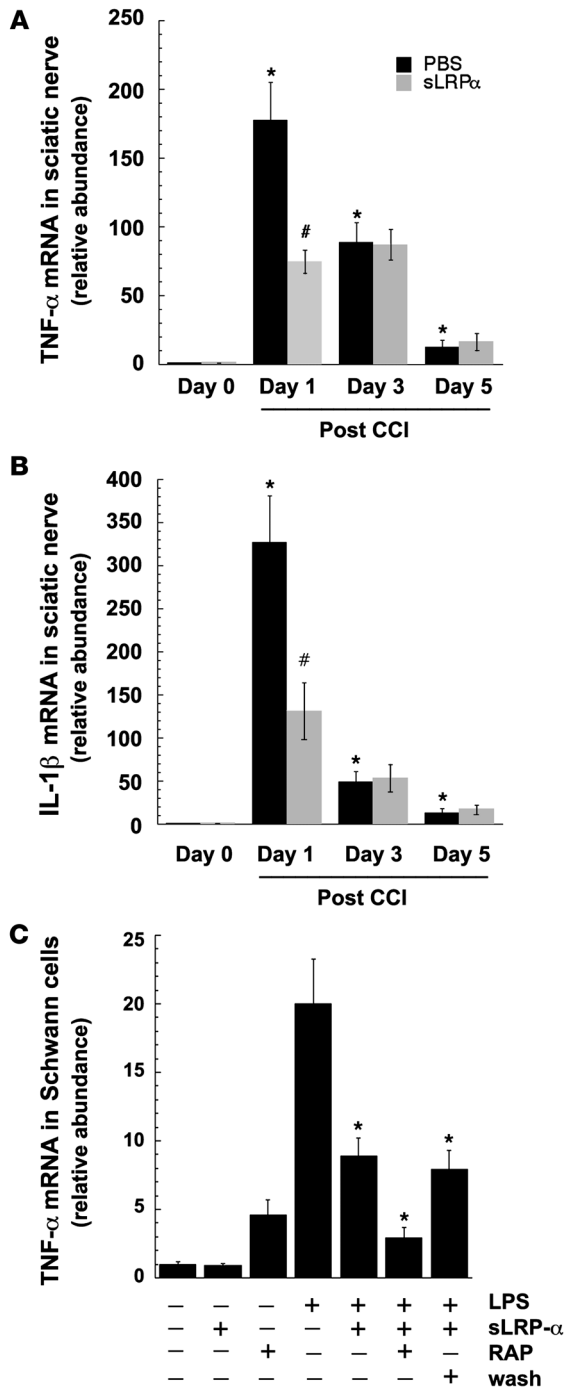 A
TNF-α mRNA in sciatic nerve
(relative abundance)
250
200
150
100
50
0
PBS
sLRPα
*
#
*
*
Day 0 Day 1 Day 3 Day 5
Post CCI
B
IL-1β mRNA in sciatic nerve
(relative abundance)
400
350
300
250
200
150
100
50
0
*
#
*
*
Day 0 Day 1 Day 3 Day 5
Post CCI
C
TNF-α mRNA in Schwann cells
(relative abundance)
25
20
15
10
5
0
*
*
*
– – – + + + + LPS
– + – – + + + sLRP-α
– – + – – + – RAP
– – – – – – + wash